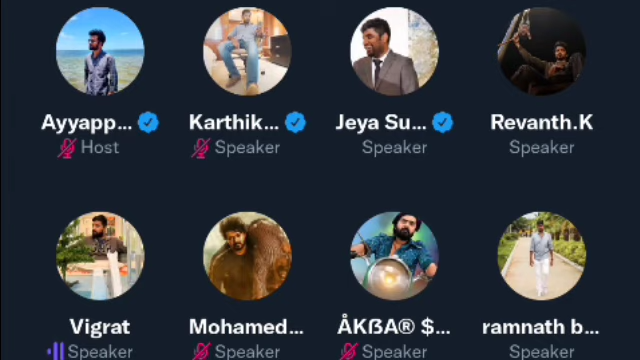 Ayyapp... Karthik... Jeya Su... Revanth.K
Host Speaker Speaker Speaker
Vigrat Mohamed... ÅKẞA® $... ramnath b...
Speaker Speaker Speaker Speaker